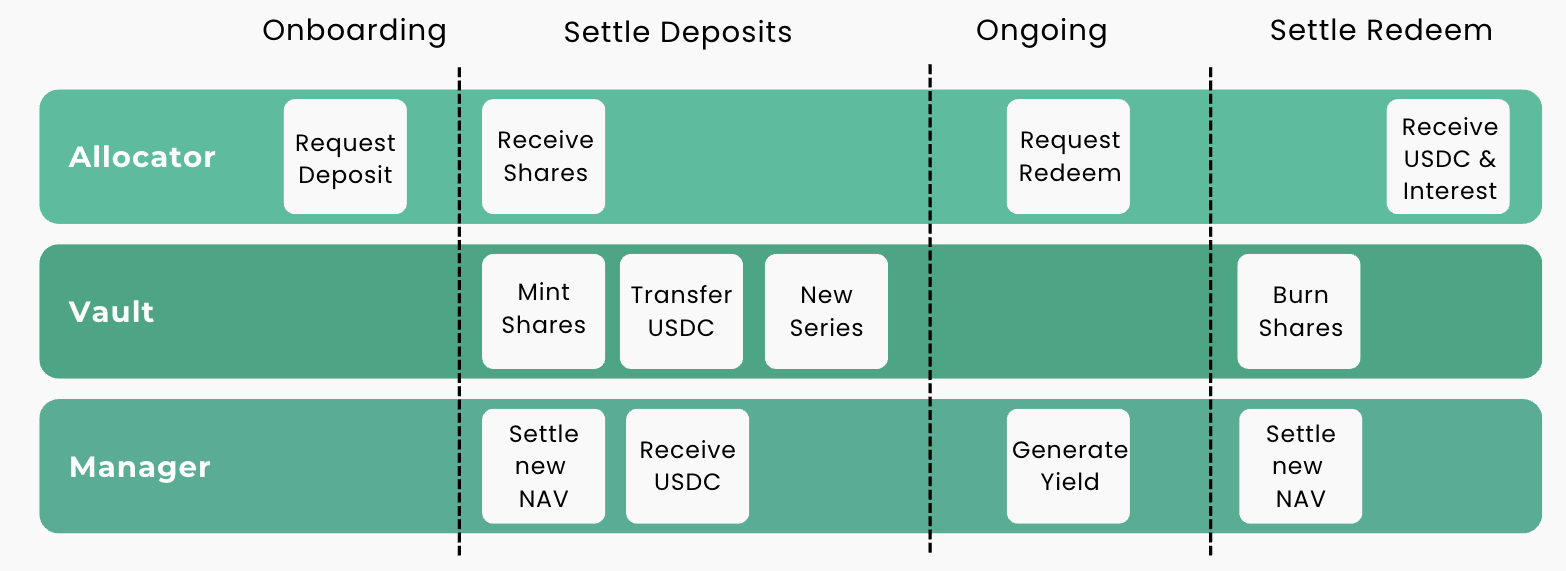 Onboarding
Settle Deposits
Ongoing
Settle Redeem
Allocator
Request
Deposit
Receive
Shares
Request
Redeem
Receive
USDC &
Interest
Vault
Mint
Shares
Transfer
USDC
New
Series
Burn
Shares
Manager
Settle
new
NAV
Receive
USDC
Generate
Yield
Settle
new
NAV